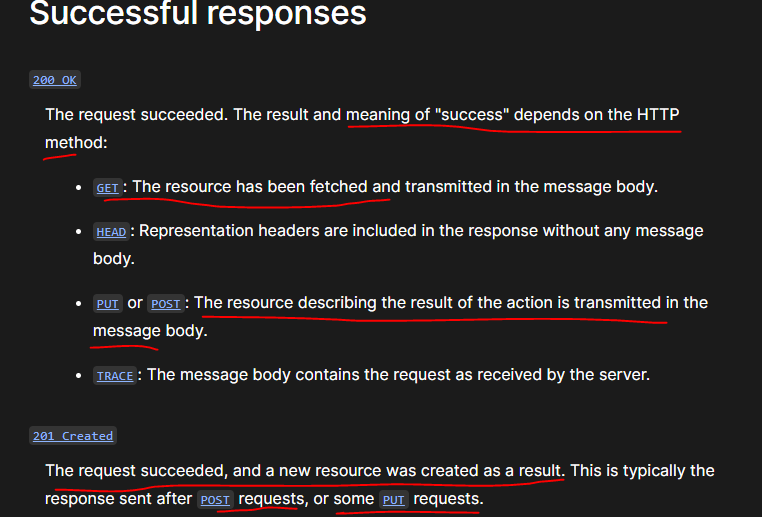 Successful responses
200 OK
The request succeeded. The result and meaning of "success" depends on the HTTP
method:
GET: The resource has been fetched and transmitted in the message body.
HEAD: Representation headers are included in the response without any message
body.
PUT or POST: The resource describing the result of the action is transmitted in the
message body.
TRACE: The message body contains the request as received by the server.
201 Created
The request succeeded, and a new resource was created as a result. This is typically the
response sent after POST requests, or some PUT requests.